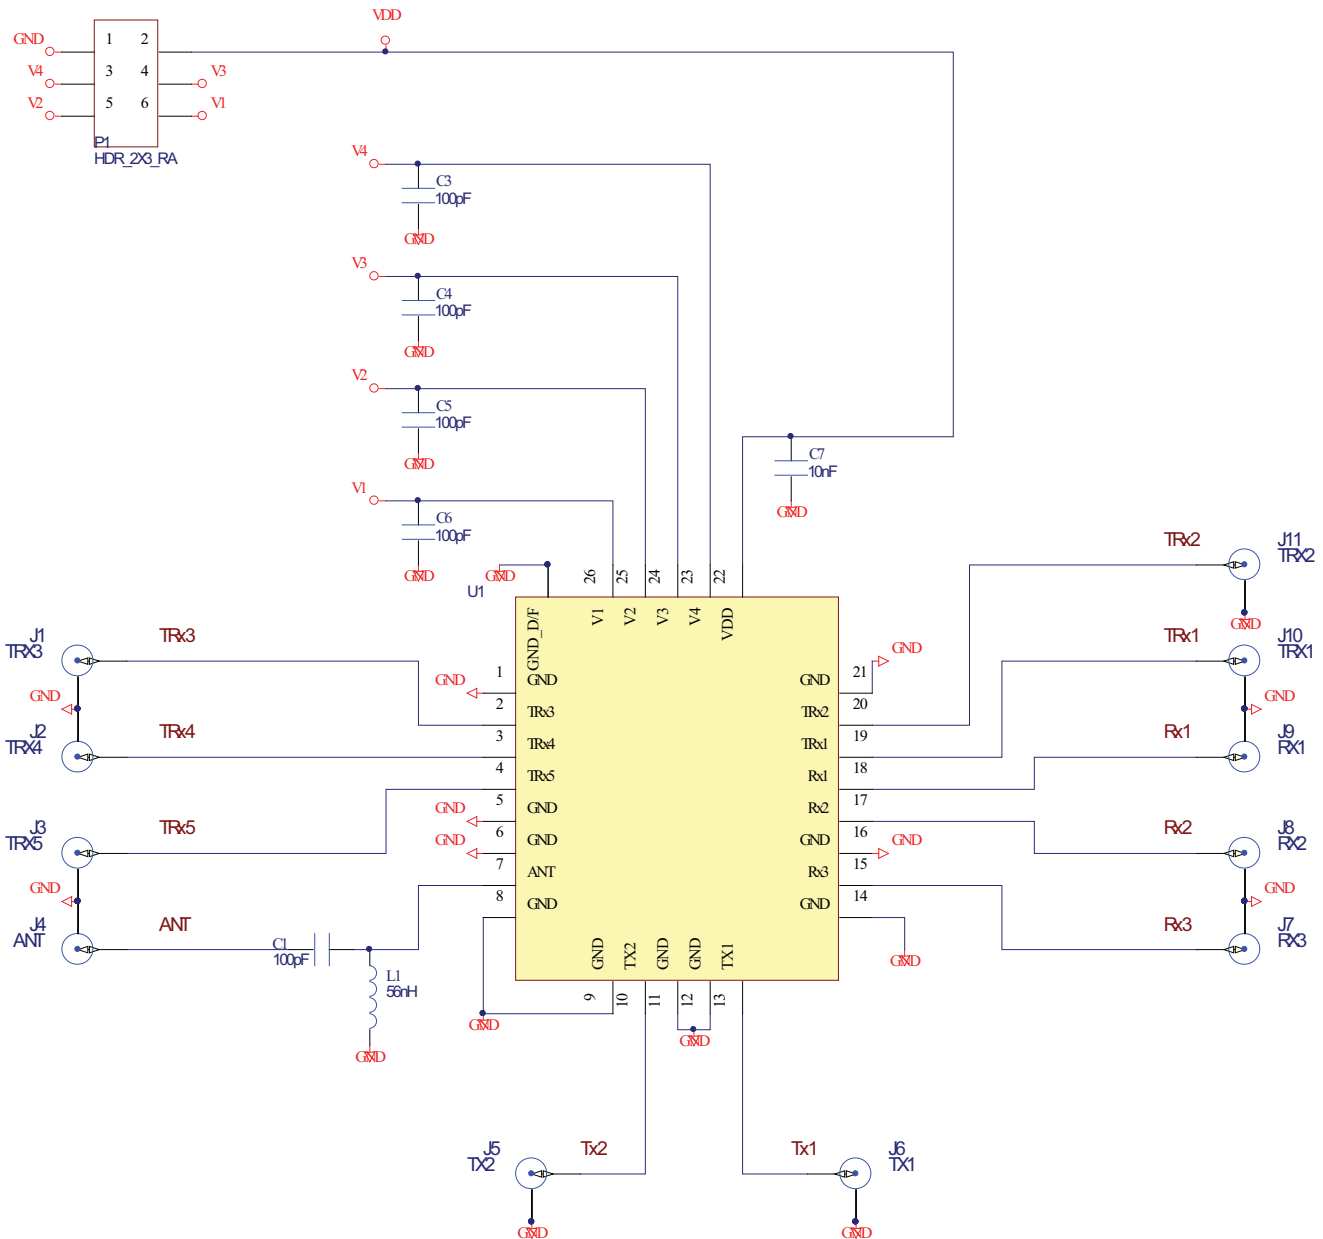 VDD
GND 1 2
V4 3 4 V3
V2 5 6 V1
P1
HDR_2X3_RA
V4
C3
100pF
GND
V3
C4
100pF
GND
V2
C5
100pF
GND
V1
C6
100pF
GND
C7
10nF
GND
GND
U1
26 25 24 23 22
GND_D/F V1 V2 V3 V4 VDD
J1
TRX3
TRx3
GND
J2
TRX4
TRx4
J3
TRX5
TRx5
GND
J4
ANT
ANT
C1
100pF
L1
56nH
GND
1 GND
GND
2 TRx3
3 TRx4
4 TRx5
5 GND
GND
6 GND
GND
7 ANT
8 GND
GND 21
GND
TRx2 20
TRx1 19
Rx1 18
Rx2 17
GND 16
GND
Rx3 15
GND 14
GND
GND TX2 GND GND TX1
9 10 11 12 13
GND
GND
TRx2
J11
TRX2
GND
TRx1
J10
TRX1
GND
Rx1
J9
RX1
Rx2
J8
RX2
GND
Rx3
J7
RX3
J5
TX2
Tx2
GND
Tx1
J6
TX1
GND